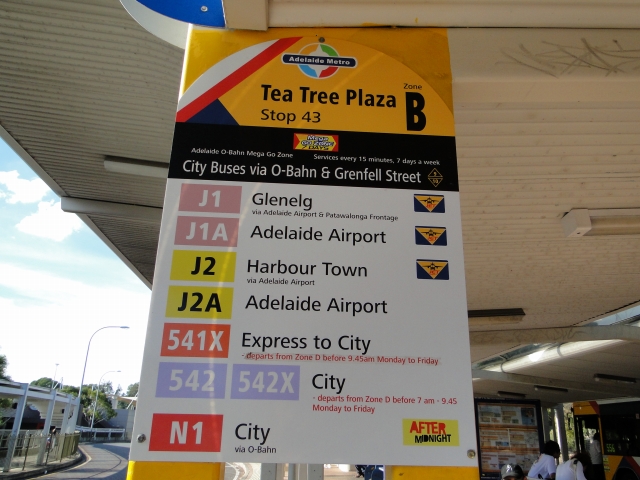 Adelaide Metro
Tea Tree Plaza
Stop 43
Zone
B
Adelaide O-Bahn Mega Go Zone
Services every 15 minutes, 7 days a week
City Buses via O-Bahn & Grenfell Street
J1 Glenelg
via Adelaide Airport & Patawalonga Frontage
J1A Adelaide Airport
J2 Harbour Town
via Adelaide Airport
J2A Adelaide Airport
541X Express to City
- departs from Zone D before 9.45am Monday to Friday
542 542X City
- departs from Zone D before 7 am - 9.45
Monday to Friday
N1 City
via O-Bahn
AFTER
MIDNIGHT